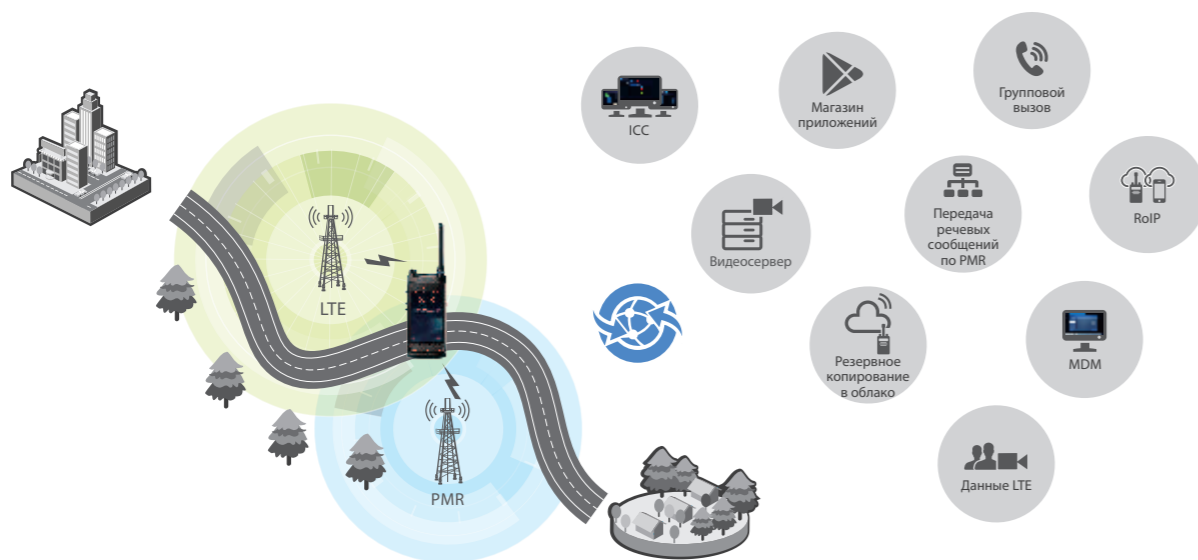 ICC
Магазин
приложений
Групповой
вызов
Видеосервер
Передача
речевых
сообщений
по PMR
RoIP
LTE
Резервное
копирование
в облако
MDM
PMR
Данные LTE